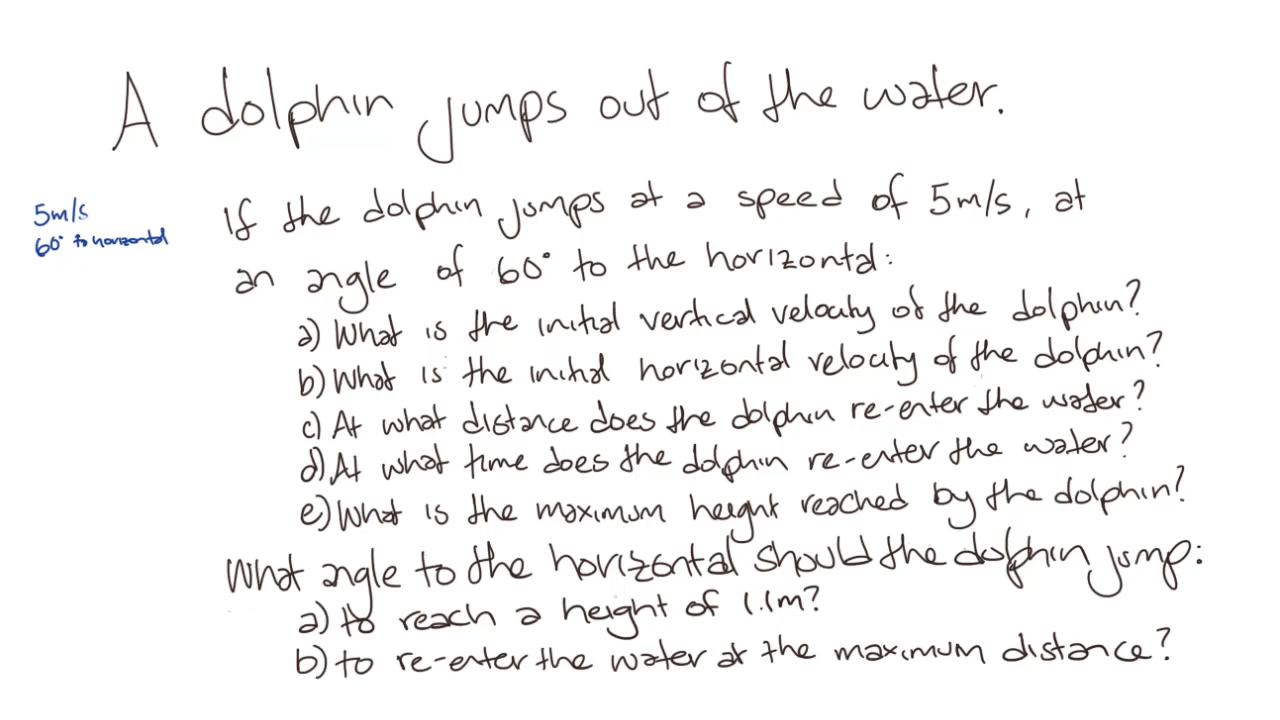 A dolphin jumps out of the water.
5m/s
60° to horizontal
If the dolphin jumps at a speed of 5m/s, at
an angle of 60° to the horizontal:
a) What is the initial vertical velocity of the dolphin?
b) What is the initial horizontal velocity of the dolphin?
c) At what distance does the dolphin re-enter the water?
d) At what time does the dolphin re-enter the water?
e) What is the maximum height reached by the dolphin?
What angle to the horizontal should the dolphin jump:
a) to reach a height of 1.1m?
b) to re-enter the water at the maximum distance?